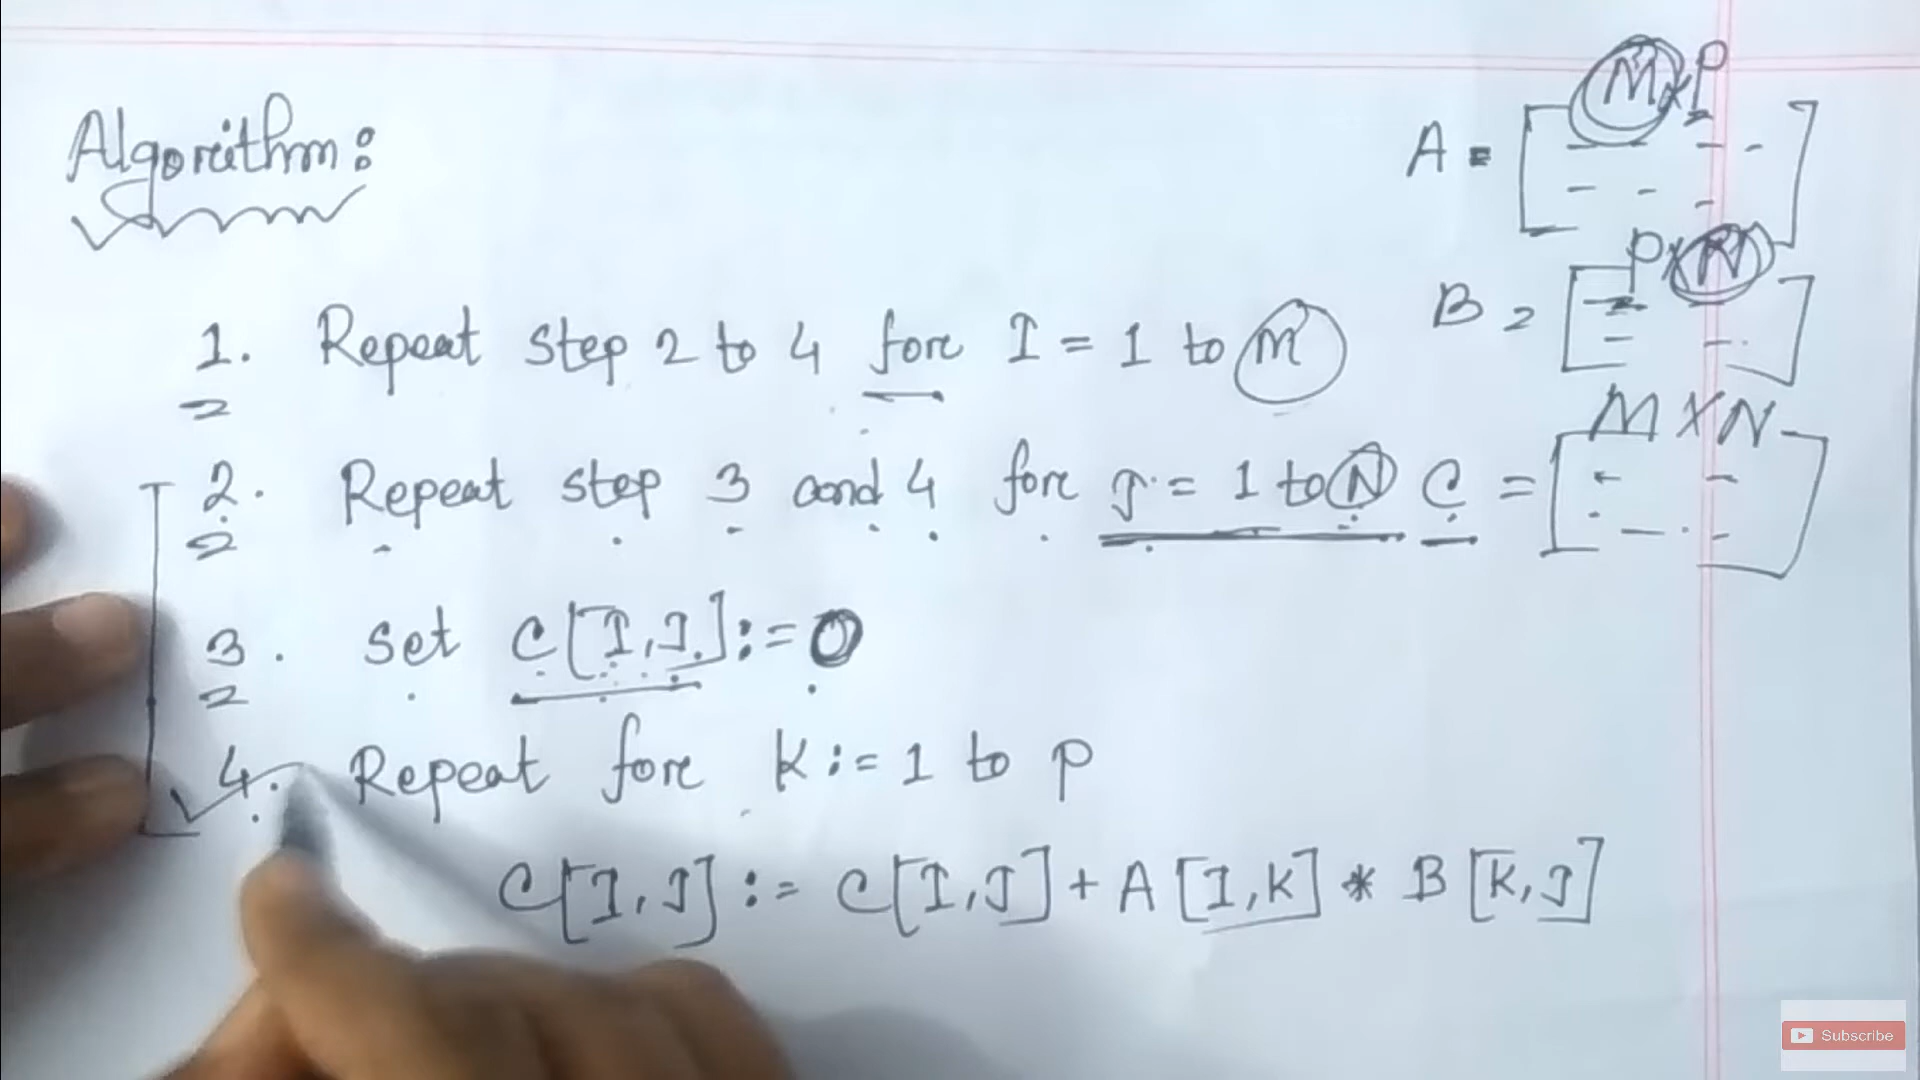 Algorithm:
M×P
A =
P×N
B =
1. Repeat step 2 to 4 for I = 1 to M
M×N
2. Repeat step 3 and 4 for J = 1 to N C =
3. set C[I,J]:=0
4. Repeat for K:=1 to P
C[I,J]:= C[I,J]+A[I,K]*B[K,J]
Subscribe